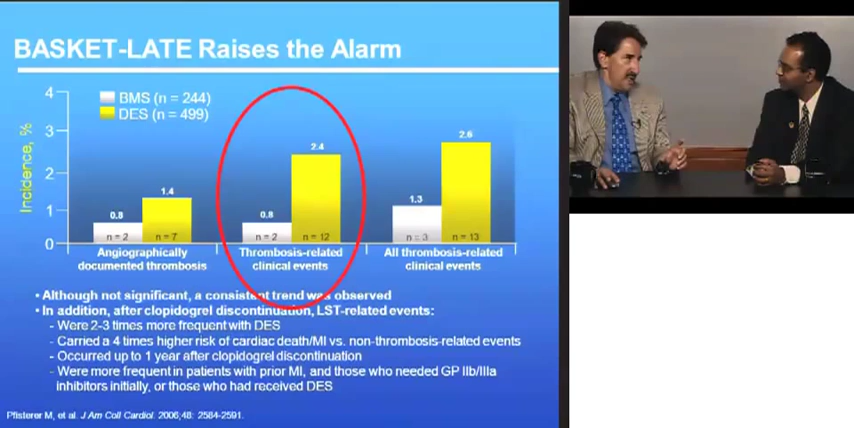 BASKET-LATE Raises the Alarm
4
3
2
1
0
Incidence, %
BMS (n = 244)
DES (n = 499)
0.8
1.4
0.8
2.4
1.3
2.6
n = 2
n = 7
n = 2
n = 12
n = 3
n = 13
Angiographically
documented thrombosis
Thrombosis-related
clinical events
All thrombosis-related
clinical events
• Although not significant, a consistent trend was observed
• In addition, after clopidogrel discontinuation, LST-related events:
- Were 2-3 times more frequent with DES
- Carried a 4 times higher risk of cardiac death/MI vs. non-thrombosis-related events
- Occurred up to 1 year after clopidogrel discontinuation
- Were more frequent in patients with prior MI, and those who needed GP IIb/IIIa
inhibitors initially, or those who had received DES
Pfisterer M, et al. J Am Coll Cardiol. 2006;48: 2584-2591.